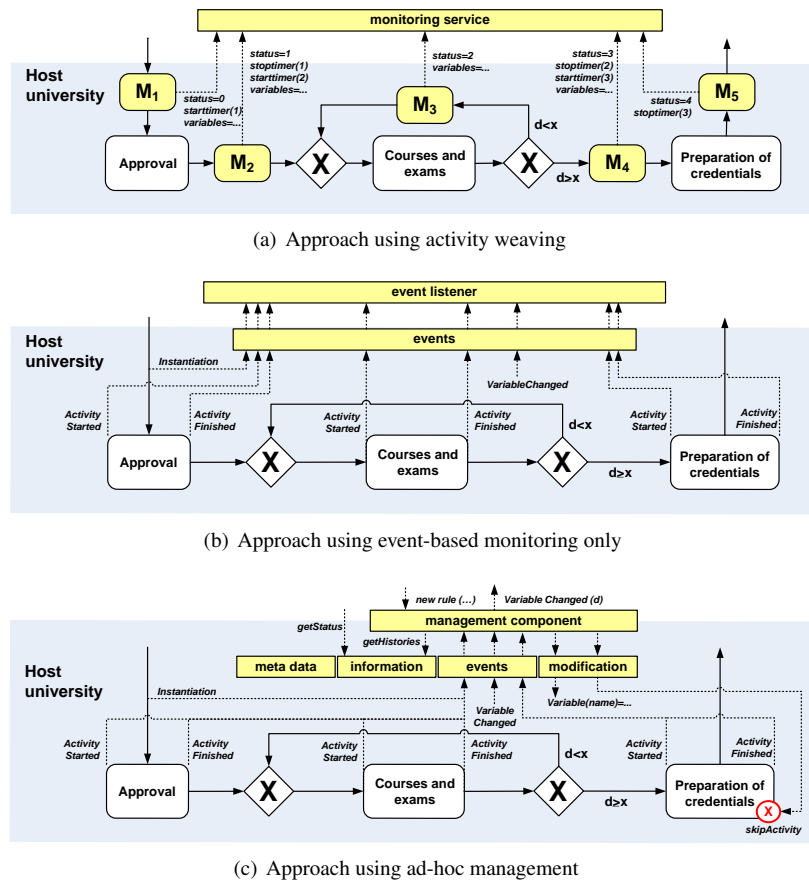 monitoring service
Host
university
M1
status=0
starttimer(1)
variables=...
status=1
stoptimer(1)
starttimer(2)
variables=...
status=2
variables=...
status=3
stoptimer(2)
starttimer(3)
variables=...
status=4
stoptimer(3)
M5
M3
d<x
Approval
M2
X
Courses and
exams
X
d≥x
M4
Preparation of
credentials
(a) Approach using activity weaving
event listener
Host
university
events
Instantiation
VariableChanged
Activity
Started
Activity
Finished
Activity
Started
Activity
Finished
Activity
Started
Activity
Finished
d<x
Approval
X
Courses and
exams
X
d≥x
Preparation of
credentials
(b) Approach using event-based monitoring only
new rule (...)
Variable Changed (d)
management component
getStatus
getHistories
Host
university
meta data
information
events
modification
Instantiation
Variable
Changed
Variable(name)=...
Activity
Started
Activity
Finished
Activity
Started
Activity
Finished
Activity
Started
Activity
Finished
d<x
Approval
X
Courses and
exams
X
d≥x
Preparation of
credentials
X
skipActivity
(c) Approach using ad-hoc management